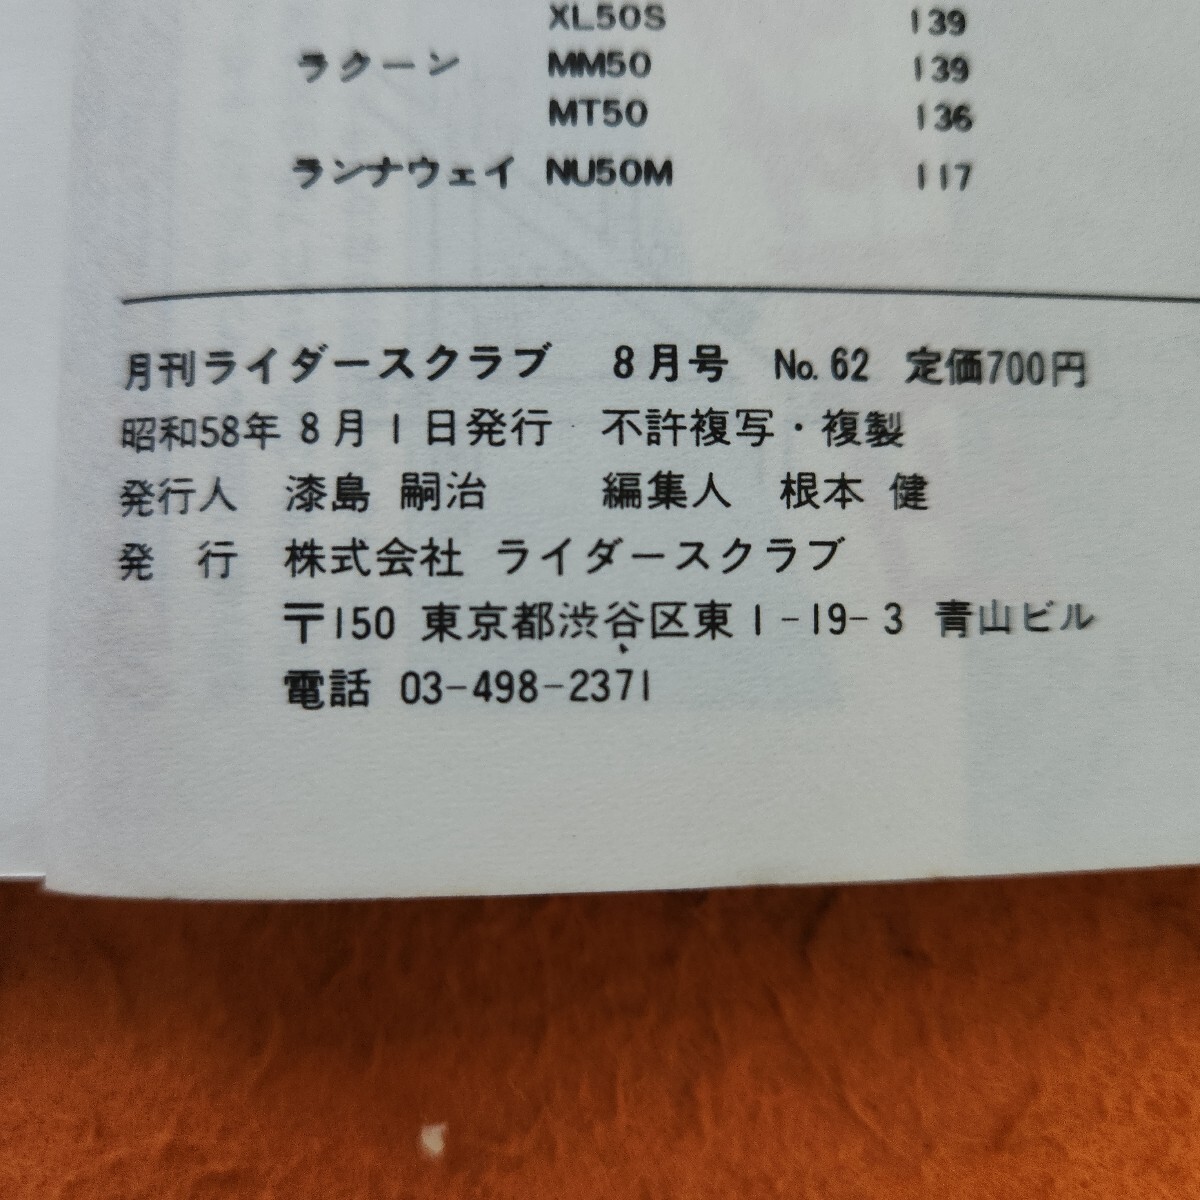 XL50S 139
ラクーン MM50 139
MT50 136
ランナウェイ NU50M 117
月刊ライダースクラブ 8月号 No.62 定価700円
昭和58年8月1日発行 不許複写・複製
発行人 漆島 嗣治 編集人 根本 健
発 行 株式会社 ライダースクラブ
〒150 東京都渋谷区東1-19-3 青山ビル
電話 03-498-2371